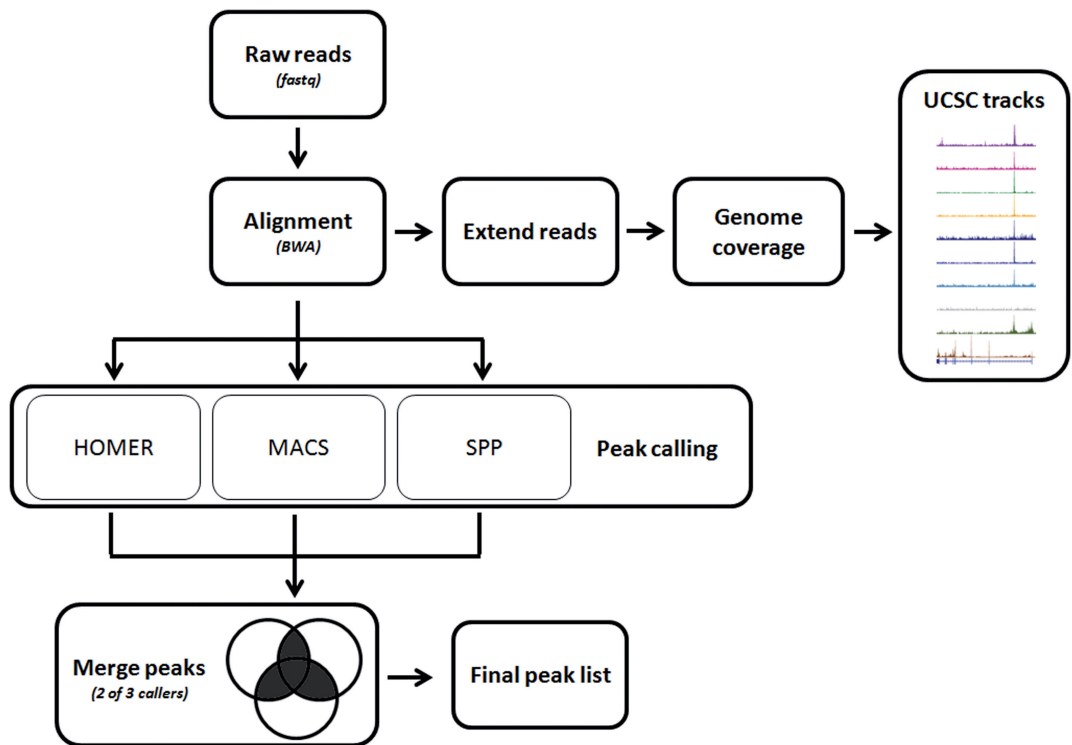 Raw reads
(fastq)
UCSC tracks
Alignment
(BWA)
Extend reads
Genome
coverage
HOMER
MACS
SPP
Peak calling
Merge peaks
(2 of 3 callers)
Final peak list